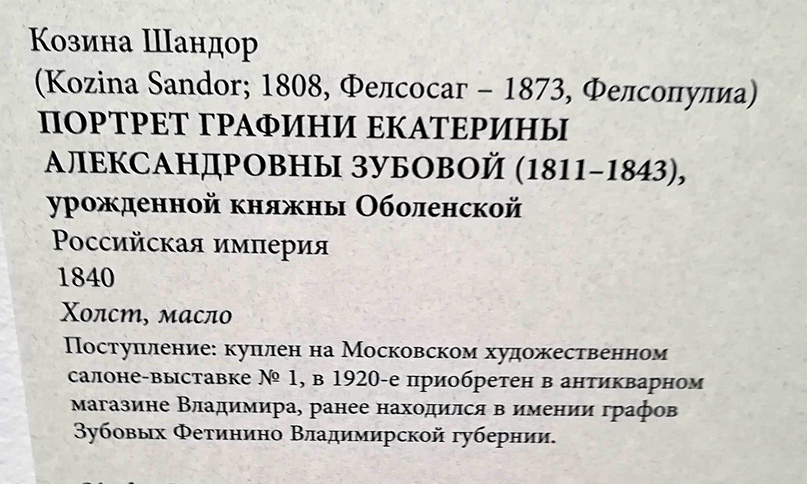 Козина Шандор
(Kozina Sandor; 1808, Фелсосаг – 1873, Фелсопулиа)
ПОРТРЕТ ГРАФИНИ ЕКАТЕРИНЫ
АЛЕКСАНДРОВНЫ ЗУБОВОЙ (1811–1843),
урожденной княжны Оболенской
Российская империя
1840
Холст, масло
Поступление: куплен на Московском художественном
салоне-выставке № 1, в 1920-е приобретен в антикварном
магазине Владимира, ранее находился в имении графов
Зубовых Фетинино Владимирской губернии.